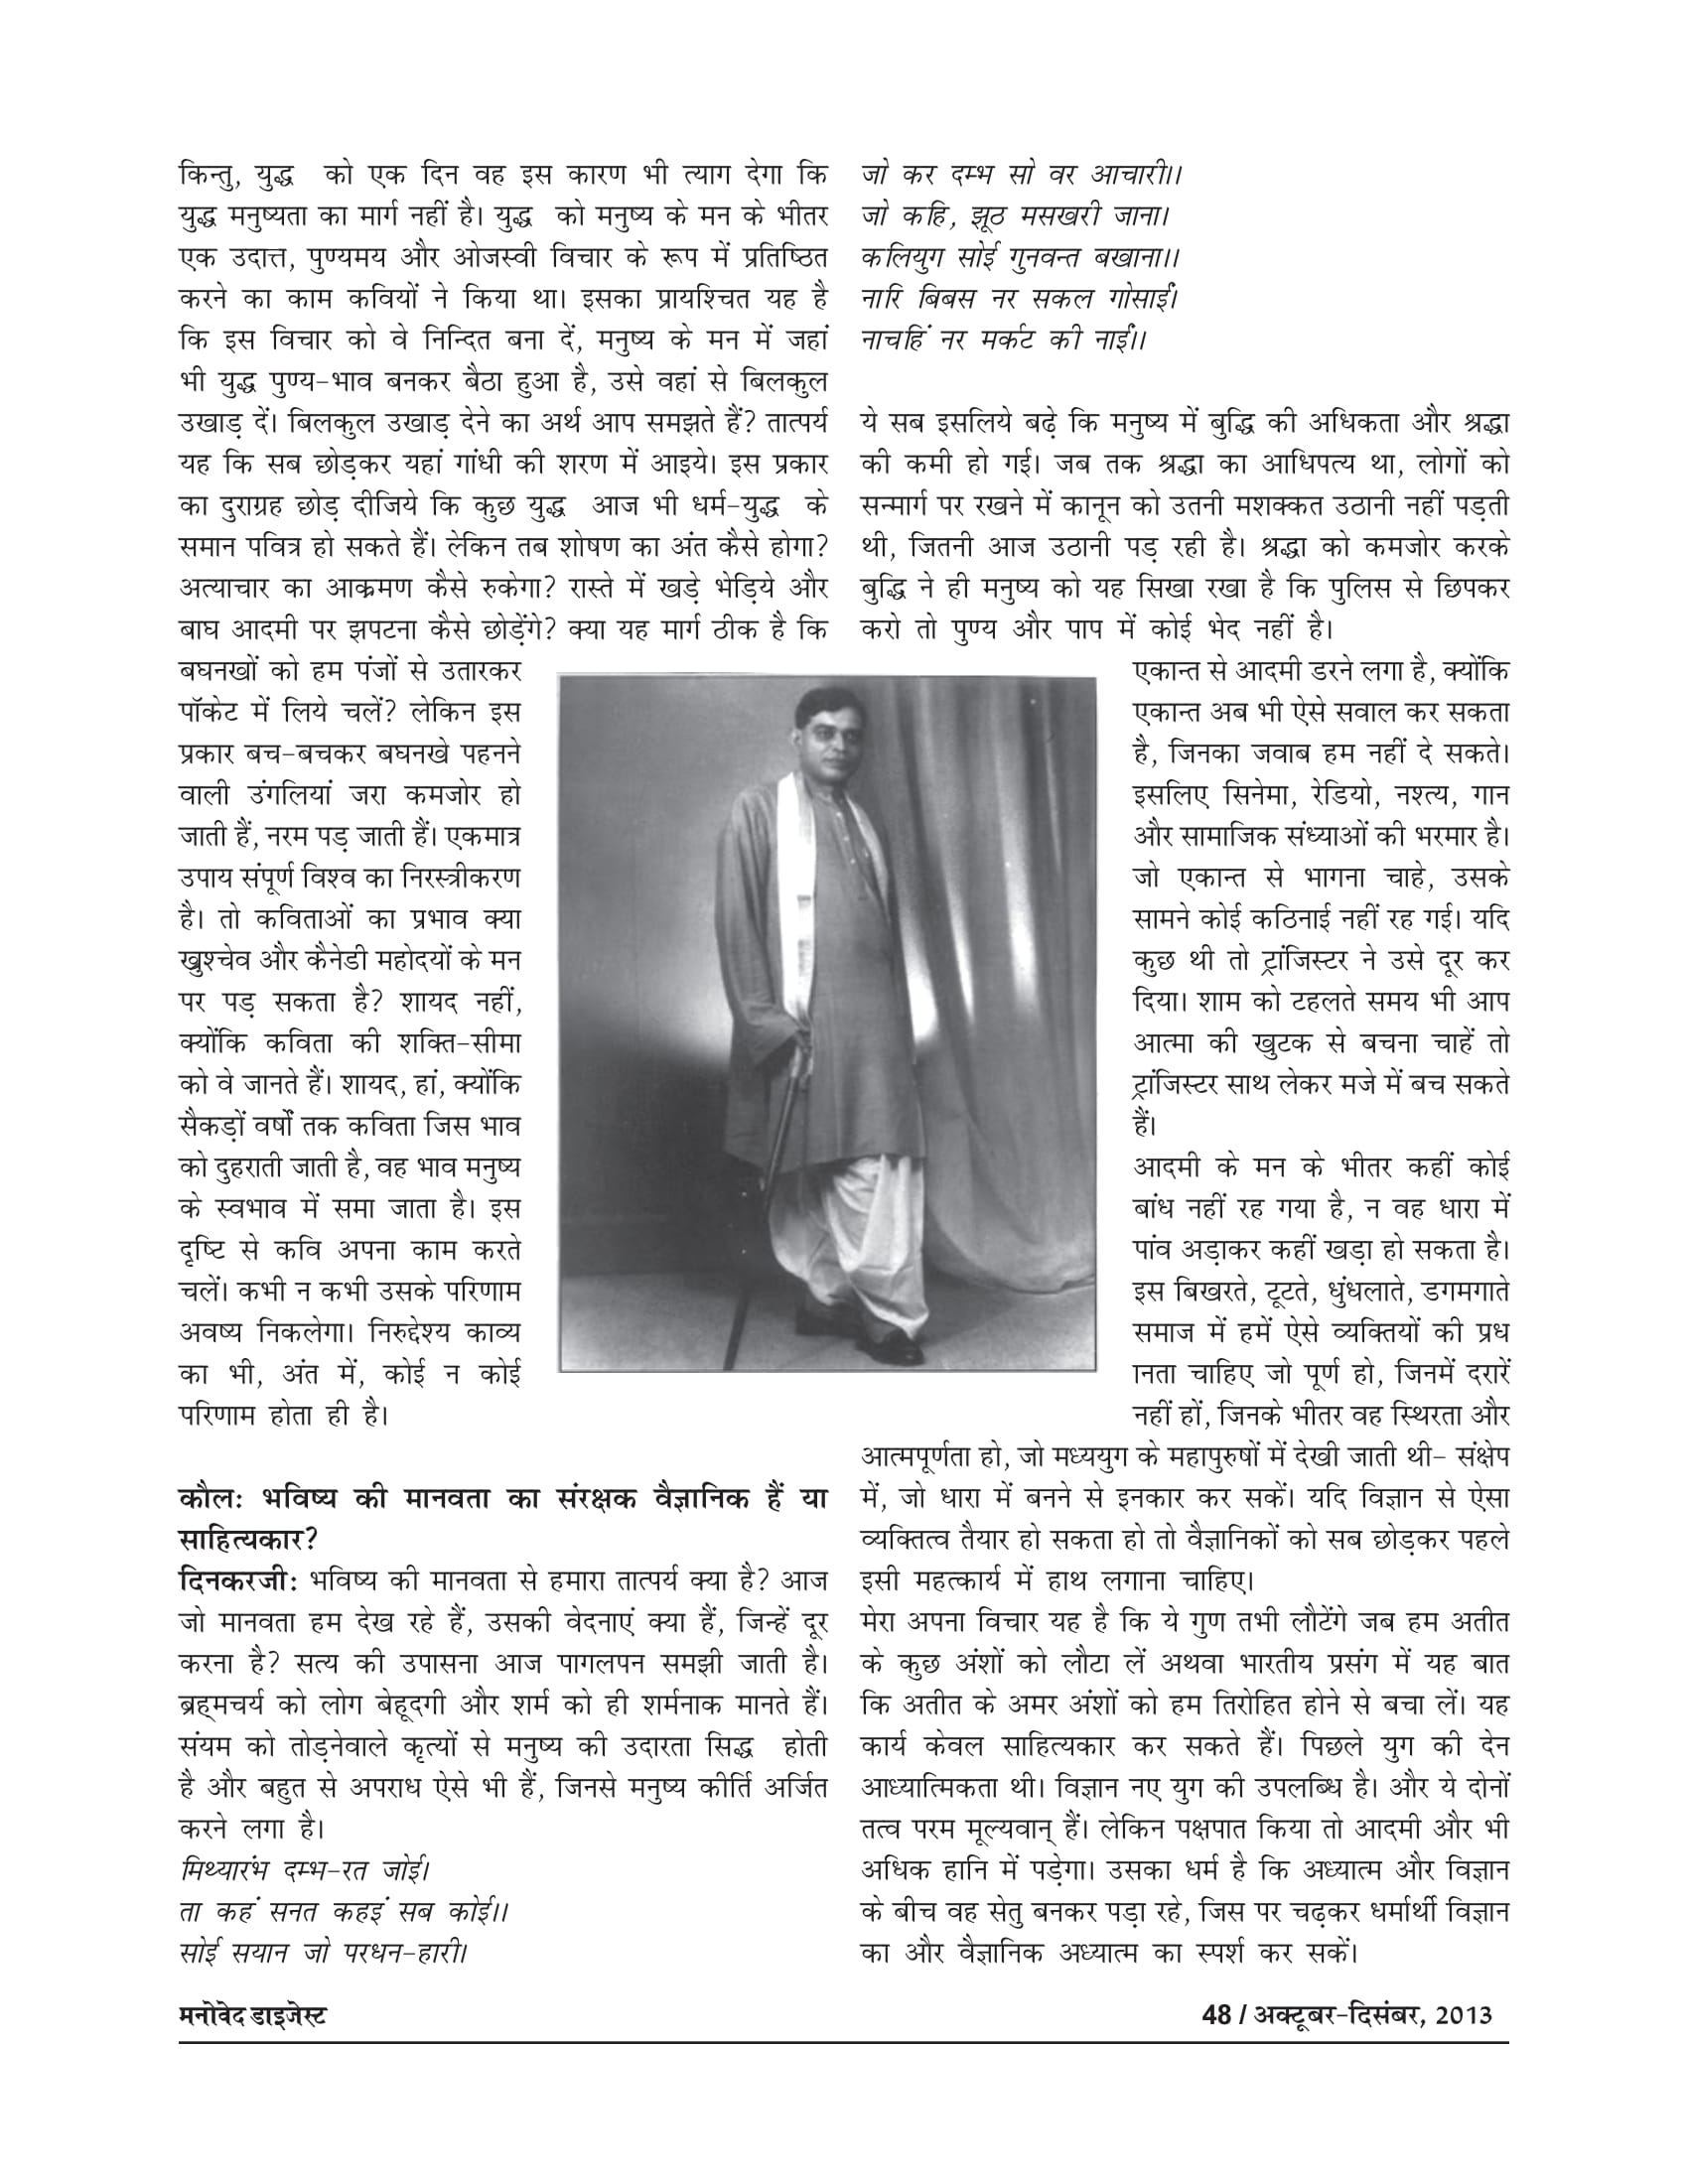 किन्तु, युद्ध को एक दिन वह इस कारण भी त्याग देगा कि
युद्ध मनुष्यता का मार्ग नहीं है। युद्ध को मनुष्य के मन के भीतर
एक उदात्त, पुण्यमय और ओजस्वी विचार के रूप में प्रतिष्ठित
करने का काम कवियों ने किया था। इसका प्रायश्चित यह है
कि इस विचार को वे निन्दित बना दें, मनुष्य के मन में जहां
भी युद्ध पुण्य-भाव बनकर बैठा हुआ है, उसे वहां से बिलकुल
उखाड़ दें। बिलकुल उखाड़ देने का अर्थ आप समझते हैं? तात्पर्य
यह कि सब छोड़कर यहां गांधी की शरण में आइये। इस प्रकार
का दुराग्रह छोड़ दीजिये कि कुछ युद्ध आज भी धर्म-युद्ध के
समान पवित्र हो सकते हैं। लेकिन तब शोषण का अंत कैसे होगा?
अत्याचार का आक्रमण कैसे रुकेगा? रास्ते में खड़े भेड़िये और
बाघ आदमी पर झपटना कैसे छोड़ेंगे? क्या यह मार्ग ठीक है कि
बघनखों को हम पंजों से उतारकर
पॉकेट में लिये चलें? लेकिन इस
प्रकार बच-बचकर बघनखे पहनने
वाली उंगलियां जरा कमजोर हो
जाती हैं, नरम पड़ जाती हैं। एकमात्र
उपाय संपूर्ण विश्व का निरस्त्रीकरण
है। तो कविताओं का प्रभाव क्या
ख्रुश्चेव और कैनेडी महोदयों के मन
पर पड़ सकता है? शायद नहीं,
क्योंकि कविता की शक्ति-सीमा
को वे जानते हैं। शायद, हां, क्योंकि
सैकड़ों वर्षों तक कविता जिस भाव
को दुहराती जाती है, वह भाव मनुष्य
के स्वभाव में समा जाता है। इस
दृष्टि से कवि अपना काम करते
चलें। कभी न कभी उसके परिणाम
अवष्य निकलेगा। निरुद्देश्य काव्य
का भी, अंत में, कोई न कोई
परिणाम होता ही है।
कौल: भविष्य की मानवता का संरक्षक वैज्ञानिक हैं या
साहित्यकार?
दिनकरजी: भविष्य की मानवता से हमारा तात्पर्य क्या है? आज
जो मानवता हम देख रहे हैं, उसकी वेदनाएं क्या हैं, जिन्हें दूर
करना है? सत्य की उपासना आज पागलपन समझी जाती है।
ब्रह्मचर्य को लोग बेहूदगी और शर्म को ही शर्मनाक मानते हैं।
संयम को तोड़नेवाले कृत्यों से मनुष्य की उदारता सिद्ध होती
है और बहुत से अपराध ऐसे भी हैं, जिनसे मनुष्य कीर्ति अर्जित
करने लगा है।
मिथ्यारंभ दम्भ-रत जोई।
ता कहं सनत कहइं सब कोई।।
सोई सयान जो परधन-हारी।
जो कर दम्भ सो वर आचारी।।
जो कहि, झूठ मसखरी जाना।
कलियुग सोई गुनवन्त बखाना।।
नारि बिबस नर सकल गोसाईं।
नाचहिं नर मर्कट की नाईं।।
ये सब इसलिये बढ़े कि मनुष्य में बुद्धि की अधिकता और श्रद्धा
की कमी हो गई। जब तक श्रद्धा का आधिपत्य था, लोगों को
सन्मार्ग पर रखने में कानून को उतनी मशक्कत उठानी नहीं पड़ती
थी, जितनी आज उठानी पड़ रही है। श्रद्धा को कमजोर करके
बुद्धि ने ही मनुष्य को यह सिखा रखा है कि पुलिस से छिपकर
करो तो पुण्य और पाप में कोई भेद नहीं है।
एकान्त से आदमी डरने लगा है, क्योंकि
एकान्त अब भी ऐसे सवाल कर सकता
है, जिनका जवाब हम नहीं दे सकते।
इसलिए सिनेमा, रेडियो, नश्त्य, गान
और सामाजिक संध्याओं की भरमार है।
जो एकान्त से भागना चाहे, उसके
सामने कोई कठिनाई नहीं रह गई। यदि
कुछ थी तो ट्रांजिस्टर ने उसे दूर कर
दिया। शाम को टहलते समय भी आप
आत्मा की खुटक से बचना चाहें तो
ट्रांजिस्टर साथ लेकर मजे में बच सकते
हैं।
आदमी के मन के भीतर कहीं कोई
बांध नहीं रह गया है, न वह धारा में
पांव अड़ाकर कहीं खड़ा हो सकता है।
इस बिखरते, टूटते, धुंधलाते, डगमगाते
समाज में हमें ऐसे व्यक्तियों की प्रध
ानता चाहिए जो पूर्ण हो, जिनमें दरारें
नहीं हों, जिनके भीतर वह स्थिरता और
आत्मपूर्णता हो, जो मध्ययुग के महापुरुषों में देखी जाती थी- संक्षेप
में, जो धारा में बनने से इनकार कर सकें। यदि विज्ञान से ऐसा
व्यक्तित्व तैयार हो सकता हो तो वैज्ञानिकों को सब छोड़कर पहले
इसी महत्कार्य में हाथ लगाना चाहिए।
मेरा अपना विचार यह है कि ये गुण तभी लौटेंगे जब हम अतीत
के कुछ अंशों को लौटा लें अथवा भारतीय प्रसंग में यह बात
कि अतीत के अमर अंशों को हम तिरोहित होने से बचा लें। यह
कार्य केवल साहित्यकार कर सकते हैं। पिछले युग की देन
आध्यात्मिकता थी। विज्ञान नए युग की उपलब्धि है। और ये दोनों
तत्व परम मूल्यवान् हैं। लेकिन पक्षपात किया तो आदमी और भी
अधिक हानि में पड़ेगा। उसका धर्म है कि अध्यात्म और विज्ञान
के बीच वह सेतु बनकर पड़ा रहे, जिस पर चढ़कर धर्मार्थी विज्ञान
का और वैज्ञानिक अध्यात्म का स्पर्श कर सकें।
मनोवेद डाइजेस्ट
48 / अक्टूबर-दिसंबर, 2013